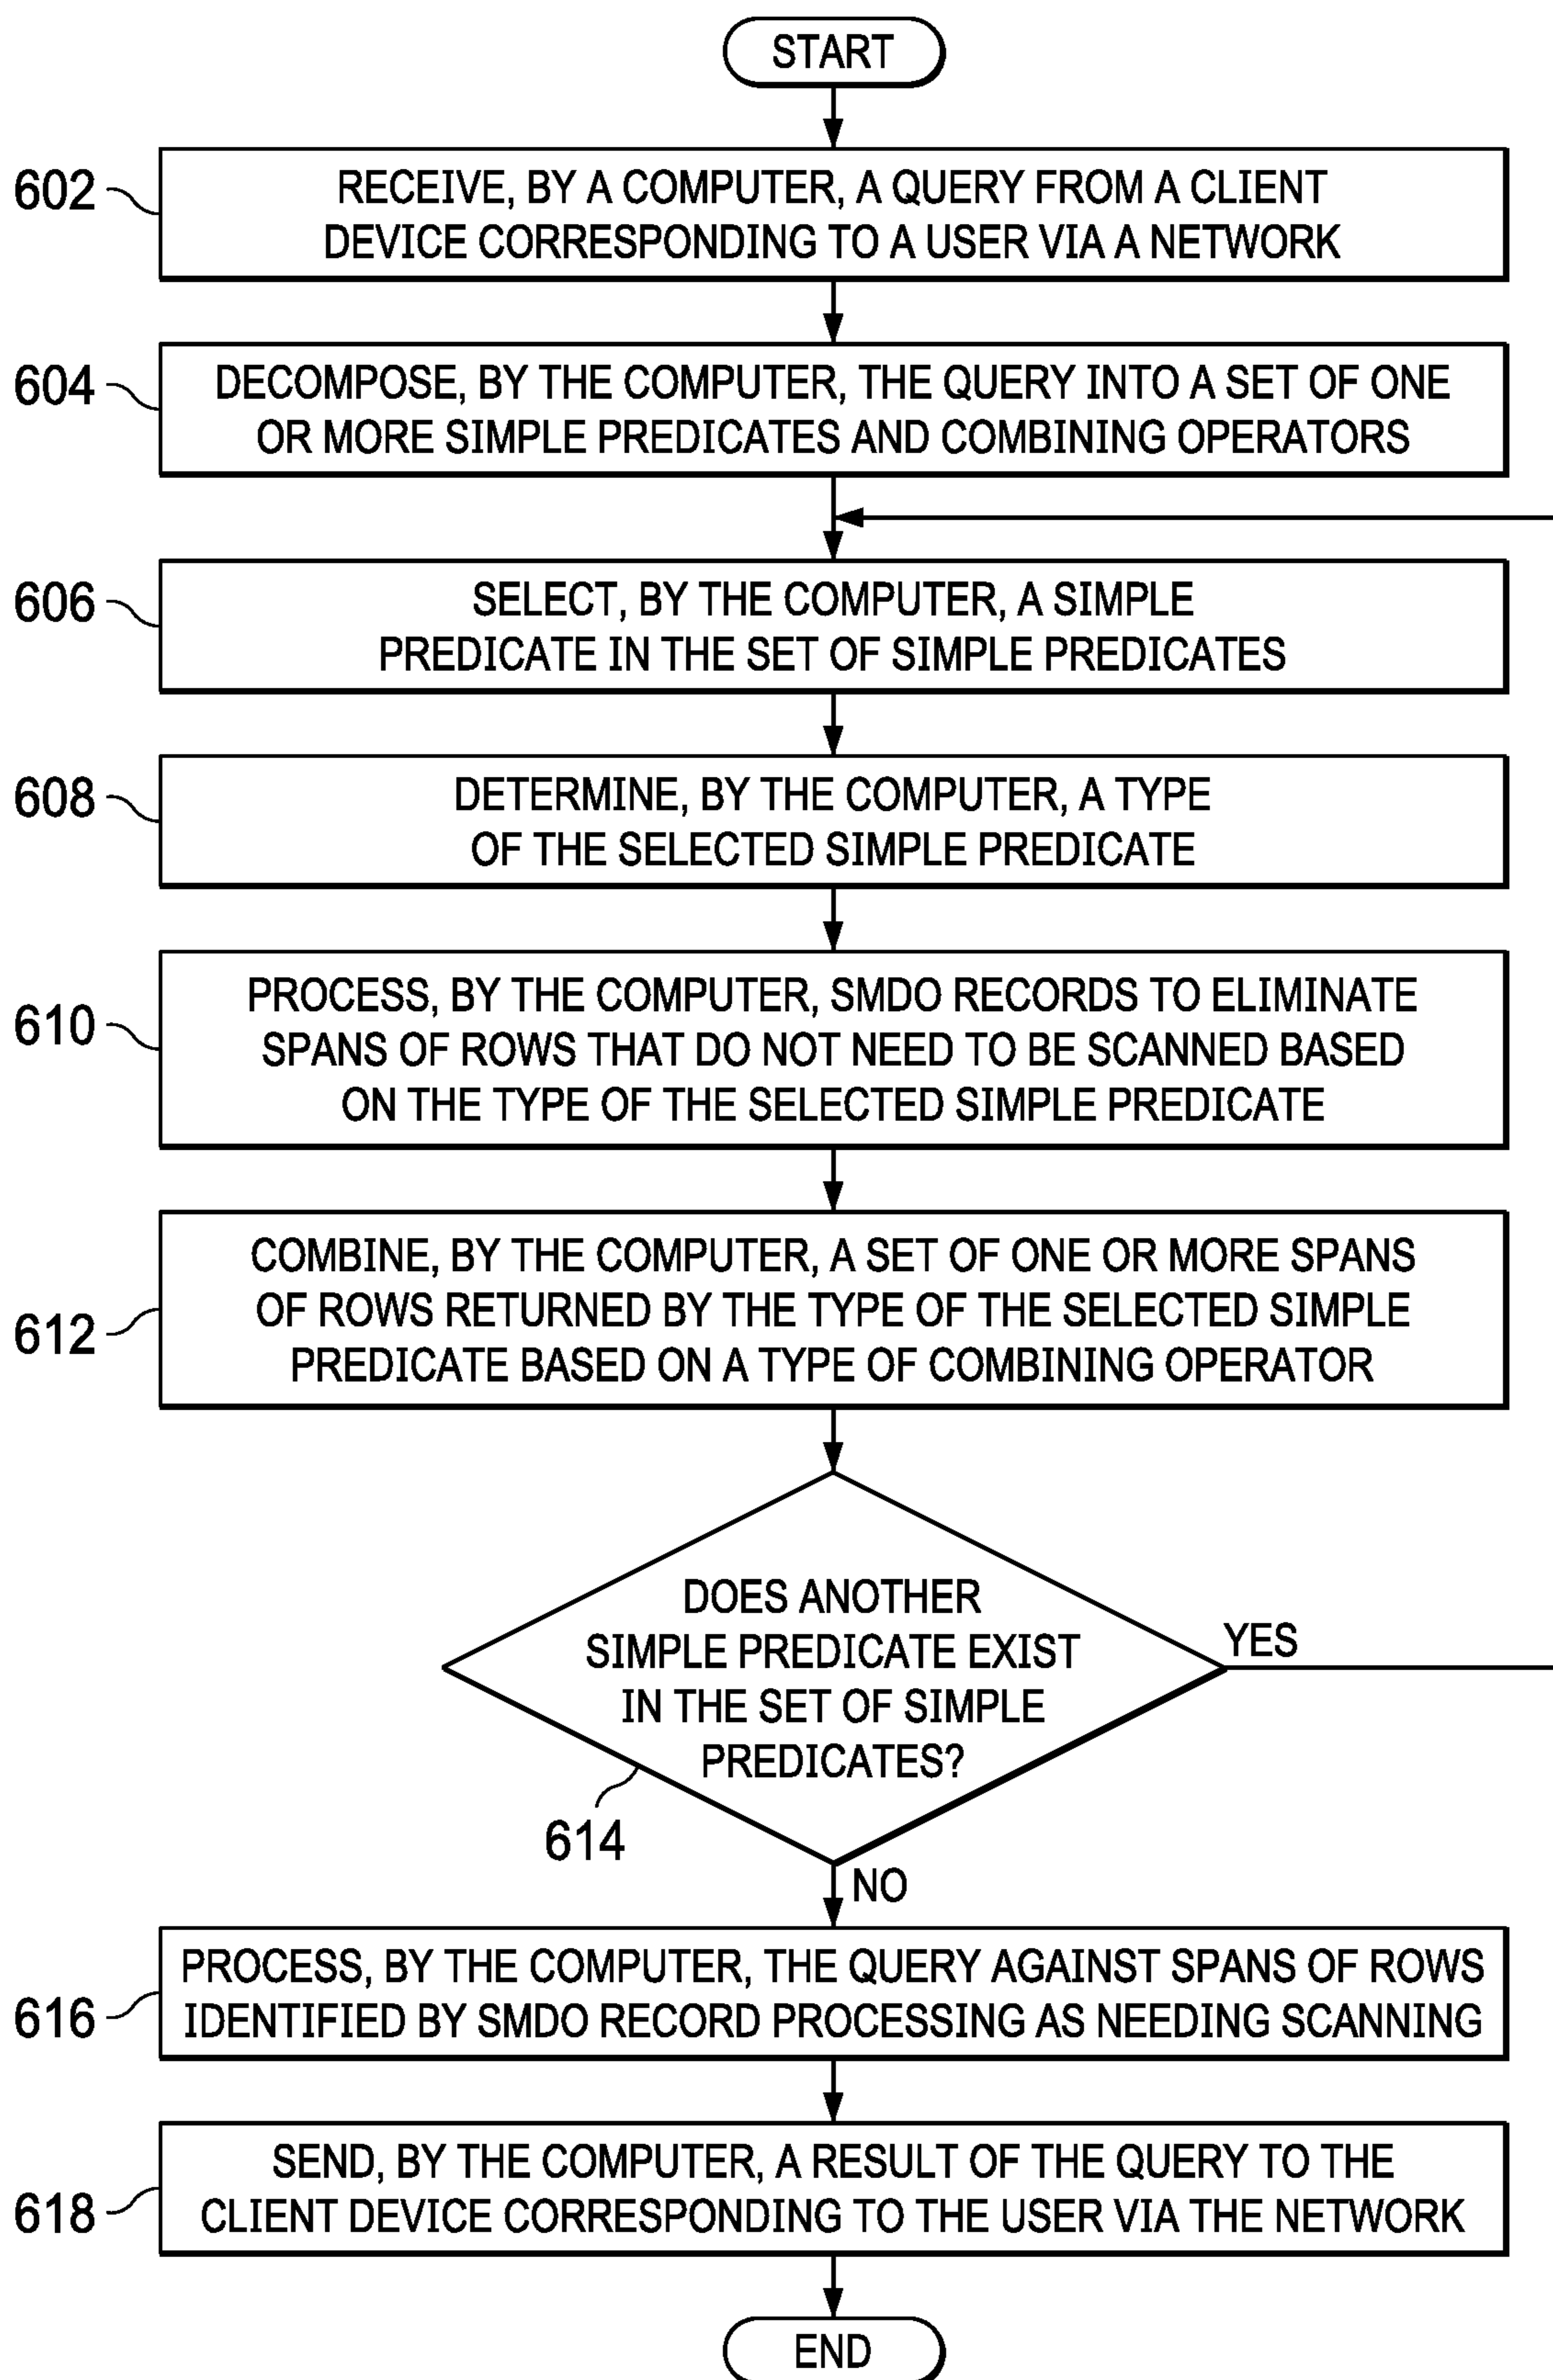 START
602
RECEIVE, BY A COMPUTER, A QUERY FROM A CLIENT
DEVICE CORRESPONDING TO A USER VIA A NETWORK
604
DECOMPOSE, BY THE COMPUTER, THE QUERY INTO A SET OF ONE
OR MORE SIMPLE PREDICATES AND COMBINING OPERATORS
606
SELECT, BY THE COMPUTER, A SIMPLE
PREDICATE IN THE SET OF SIMPLE PREDICATES
608
DETERMINE, BY THE COMPUTER, A TYPE
OF THE SELECTED SIMPLE PREDICATE
610
PROCESS, BY THE COMPUTER, SMDO RECORDS TO ELIMINATE
SPANS OF ROWS THAT DO NOT NEED TO BE SCANNED BASED
ON THE TYPE OF THE SELECTED SIMPLE PREDICATE
612
COMBINE, BY THE COMPUTER, A SET OF ONE OR MORE SPANS
OF ROWS RETURNED BY THE TYPE OF THE SELECTED SIMPLE
PREDICATE BASED ON A TYPE OF COMBINING OPERATOR
DOES ANOTHER
SIMPLE PREDICATE EXIST
IN THE SET OF SIMPLE
PREDICATES?
YES
614
NO
616
PROCESS, BY THE COMPUTER, THE QUERY AGAINST SPANS OF ROWS
IDENTIFIED BY SMDO RECORD PROCESSING AS NEEDING SCANNING
618
SEND, BY THE COMPUTER, A RESULT OF THE QUERY TO THE
CLIENT DEVICE CORRESPONDING TO THE USER VIA THE NETWORK
END